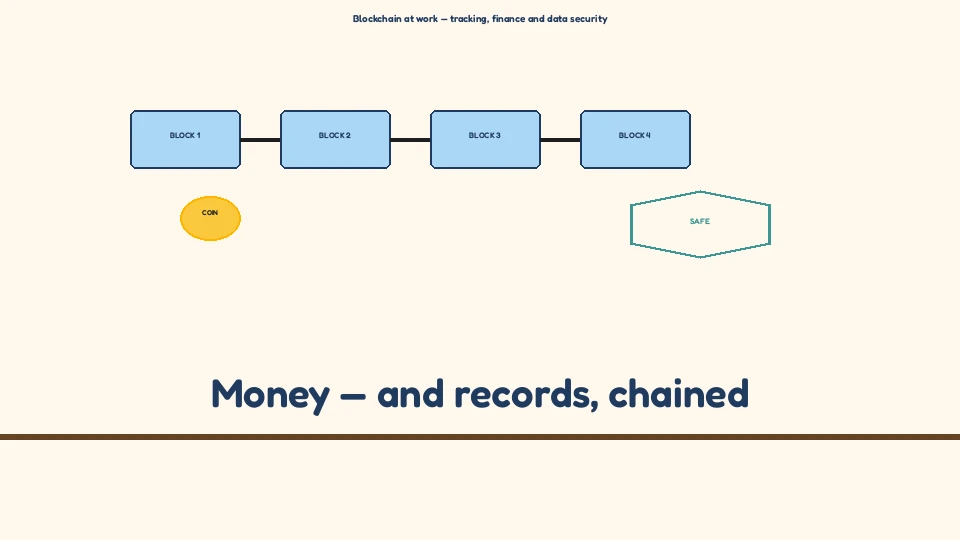 Blockchain at work — tracking, finance and data security
BLOCK 1
BLOCK 2
BLOCK 3
BLOCK 4
COIN
SAFE
Money — and records, chained